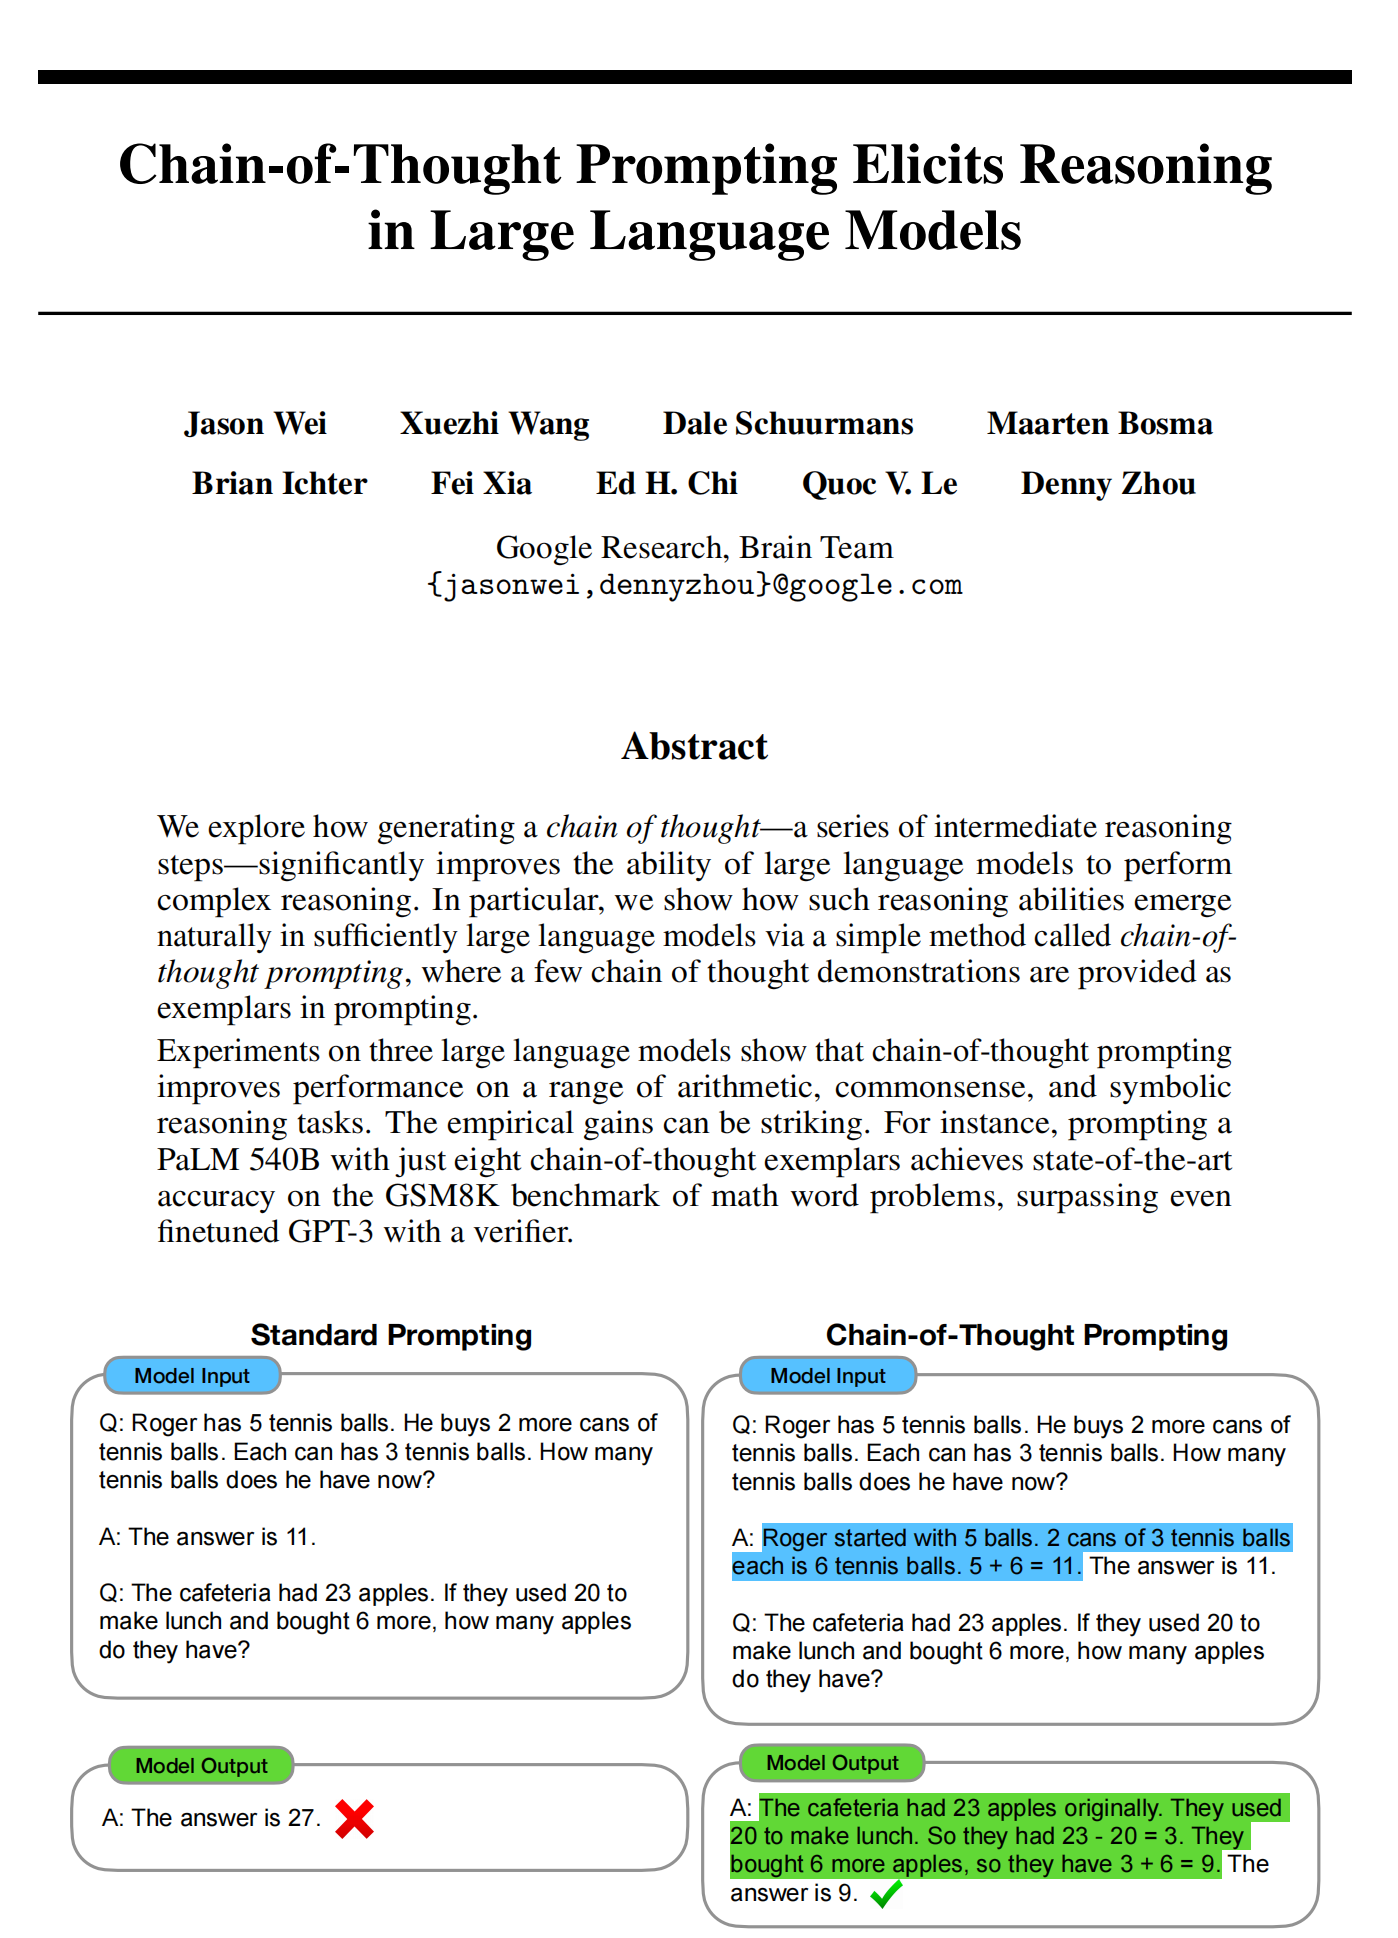 Chain-of-Thought Prompting Elicits Reasoning
in Large Language Models
Jason Wei Xuezhi Wang Dale Schuurmans Maarten Bosma
Brian Ichter Fei Xia Ed H. Chi Quoc V. Le Denny Zhou
Google Research, Brain Team
{jasonwei,dennyzhou}@google.com
Abstract
We explore how generating a chain of thought—a series of intermediate reasoning
steps—significantly improves the ability of large language models to perform
complex reasoning. In particular, we show how such reasoning abilities emerge
naturally in sufficiently large language models via a simple method called chain-of-
thought prompting, where a few chain of thought demonstrations are provided as
exemplars in prompting.
Experiments on three large language models show that chain-of-thought prompting
improves performance on a range of arithmetic, commonsense, and symbolic
reasoning tasks. The empirical gains can be striking. For instance, prompting a
PaLM 540B with just eight chain-of-thought exemplars achieves state-of-the-art
accuracy on the GSM8K benchmark of math word problems, surpassing even
finetuned GPT-3 with a verifier.
Standard Prompting
Model Input
Q: Roger has 5 tennis balls. He buys 2 more cans of
tennis balls. Each can has 3 tennis balls. How many
tennis balls does he have now?
A: The answer is 11.
Q: The cafeteria had 23 apples. If they used 20 to
make lunch and bought 6 more, how many apples
do they have?
Model Output
A: The answer is 27.
Chain-of-Thought Prompting
Model Input
Q: Roger has 5 tennis balls. He buys 2 more cans of
tennis balls. Each can has 3 tennis balls. How many
tennis balls does he have now?
A: Roger started with 5 balls. 2 cans of 3 tennis balls
each is 6 tennis balls. 5 + 6 = 11. The answer is 11.
Q: The cafeteria had 23 apples. If they used 20 to
make lunch and bought 6 more, how many apples
do they have?
Model Output
A: The cafeteria had 23 apples originally. They used
20 to make lunch. So they had 23 - 20 = 3. They
bought 6 more apples, so they have 3 + 6 = 9. The
answer is 9.